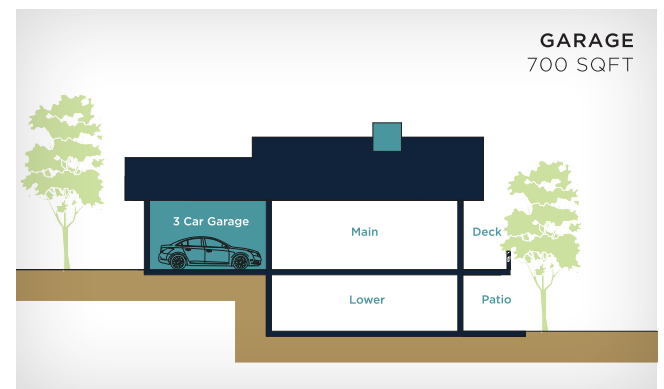 GARAGE
700 SQFT
3 Car Garage
Main
Deck
Lower
Patio